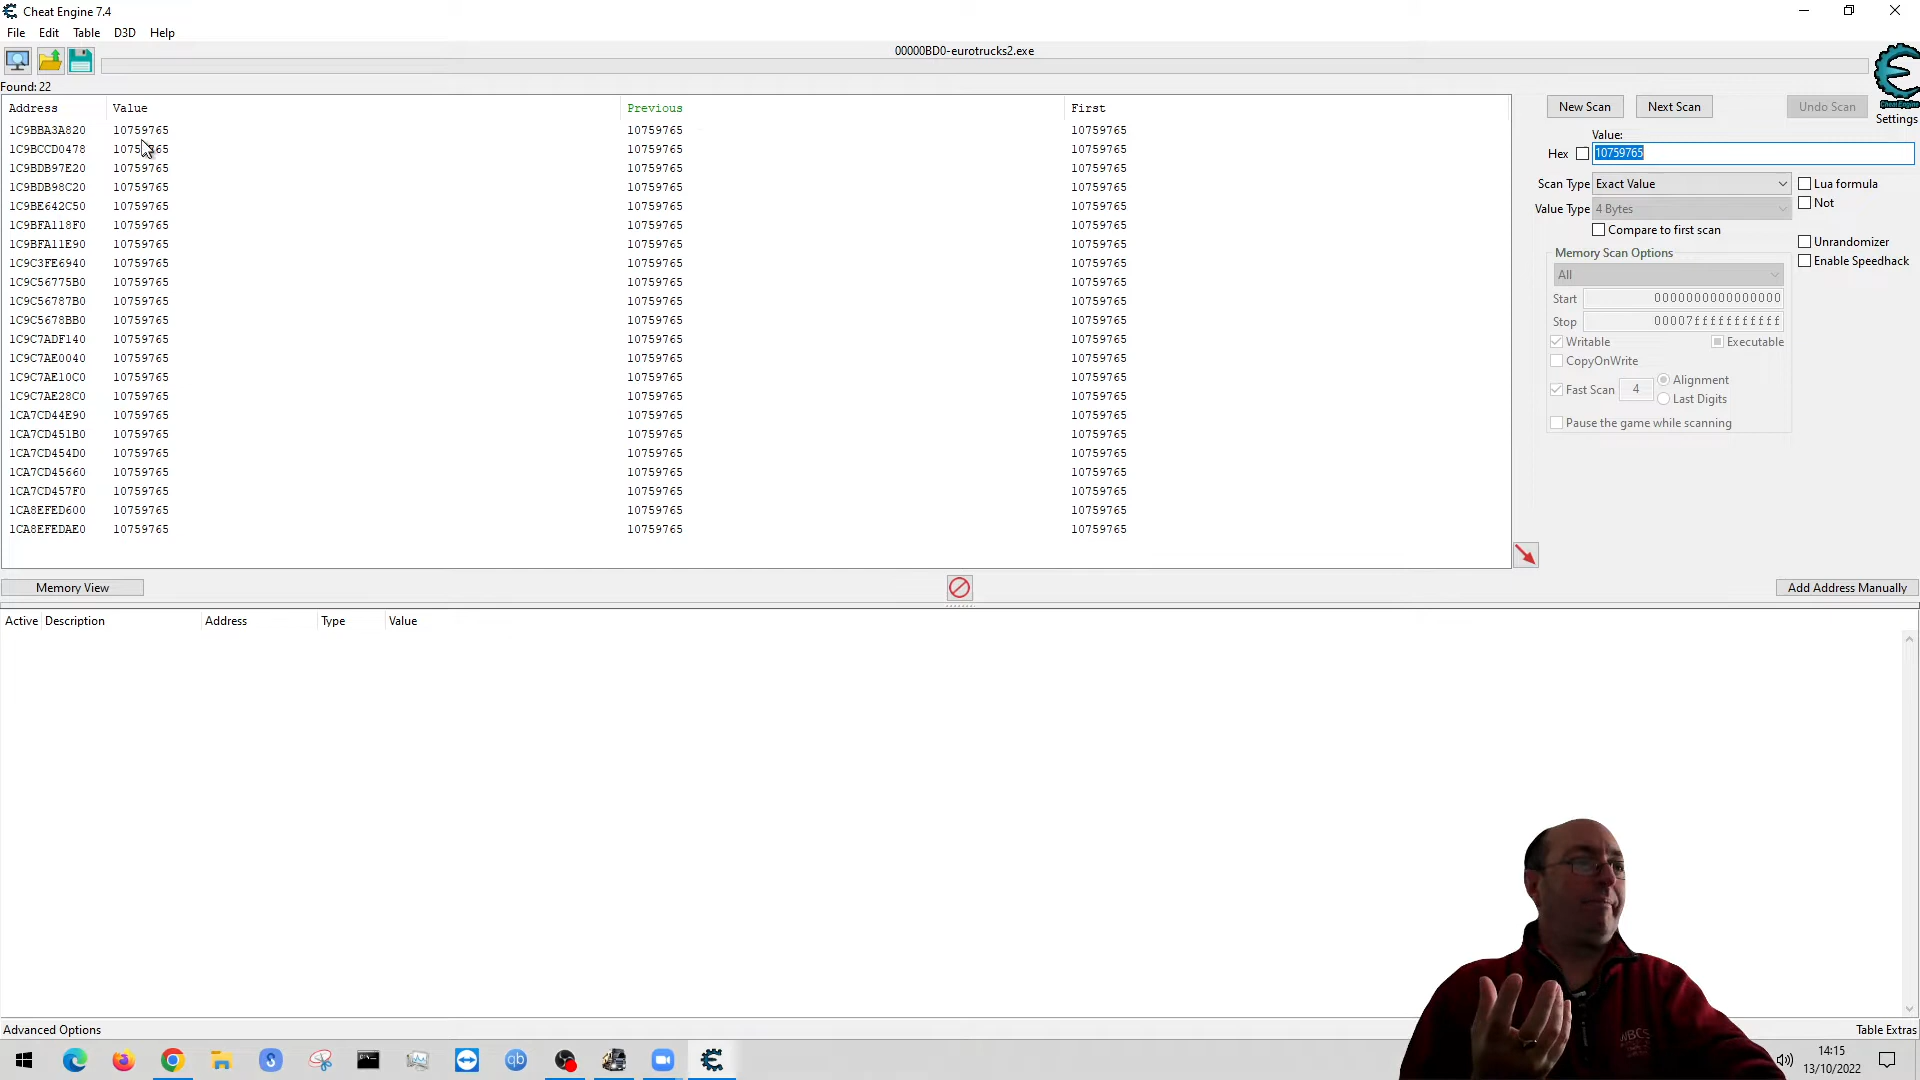 Cheat Engine 7.4
File Edit Table D3D Help
00000BD0-eurotrucks2.exe
Found: 22
Address Value Previous First
1C9BBA3A820 10759765 10759765 10759765
1C9BCCD0478 10759765 10759765 10759765
1C9BDB97E20 10759765 10759765 10759765
1C9BDB98C20 10759765 10759765 10759765
1C9BE642C50 10759765 10759765 10759765
1C9BFA118F0 10759765 10759765 10759765
1C9BFA11E90 10759765 10759765 10759765
1C9C3FE6940 10759765 10759765 10759765
1C9C56775B0 10759765 10759765 10759765
1C9C56787B0 10759765 10759765 10759765
1C9C5678BB0 10759765 10759765 10759765
1C9C7ADF140 10759765 10759765 10759765
1C9C7AE0040 10759765 10759765 10759765
1C9C7AE10C0 10759765 10759765 10759765
1C9C7AE28C0 10759765 10759765 10759765
1CA7CD44E90 10759765 10759765 10759765
1CA7CD451B0 10759765 10759765 10759765
1CA7CD454D0 10759765 10759765 10759765
1CA7CD45660 10759765 10759765 10759765
1CA7CD457F0 10759765 10759765 10759765
1CA8EFED600 10759765 10759765 10759765
1CA8EFEDAE0 10759765 10759765 10759765
New Scan Next Scan Undo Scan
Cheat Engine
Settings
Value:
Hex 10759765
Scan Type Exact Value Lua formula
Not
Value Type 4 Bytes
Compare to first scan
Unrandomizer
Enable Speedhack
Memory Scan Options
All
Start 0000000000000000
Stop 00007fffffffffff
Writable Executable
CopyOnWrite
Fast Scan 4 Alignment
Last Digits
Pause the game while scanning
Memory View Add Address Manually
Active Description Address Type Value
WBCS
Advanced Options Table Extras
14:15
13/10/2022